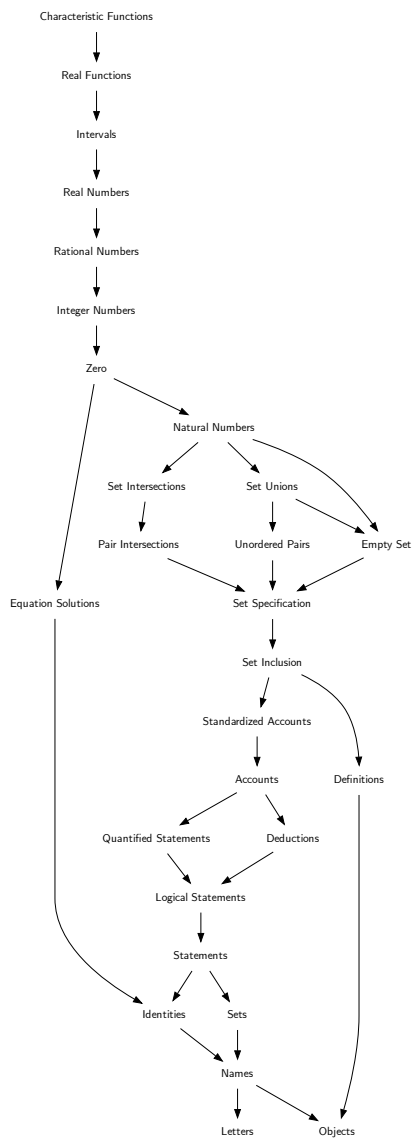 Characteristic Functions
Real Functions
Intervals
Real Numbers
Rational Numbers
Integer Numbers
Zero
Natural Numbers
Set Intersections
Set Unions
Pair Intersections
Unordered Pairs
Empty Set
Equation Solutions
Set Specification
Set Inclusion
Standardized Accounts
Accounts
Definitions
Quantified Statements
Deductions
Logical Statements
Statements
Identities
Sets
Names
Letters
Objects